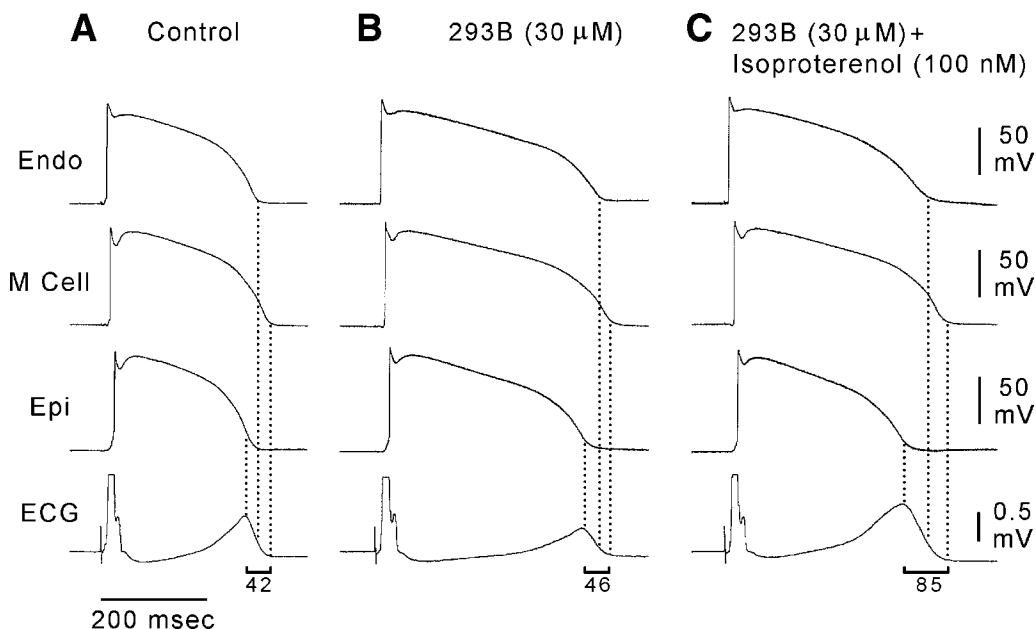 A Control
B 293B (30 μM)
C 293B (30 μM)+
Isoproterenol (100 nM)
Endo
50
mV
M Cell
50
mV
Epi
50
mV
ECG
0.5
mV
42
46
85
200 msec